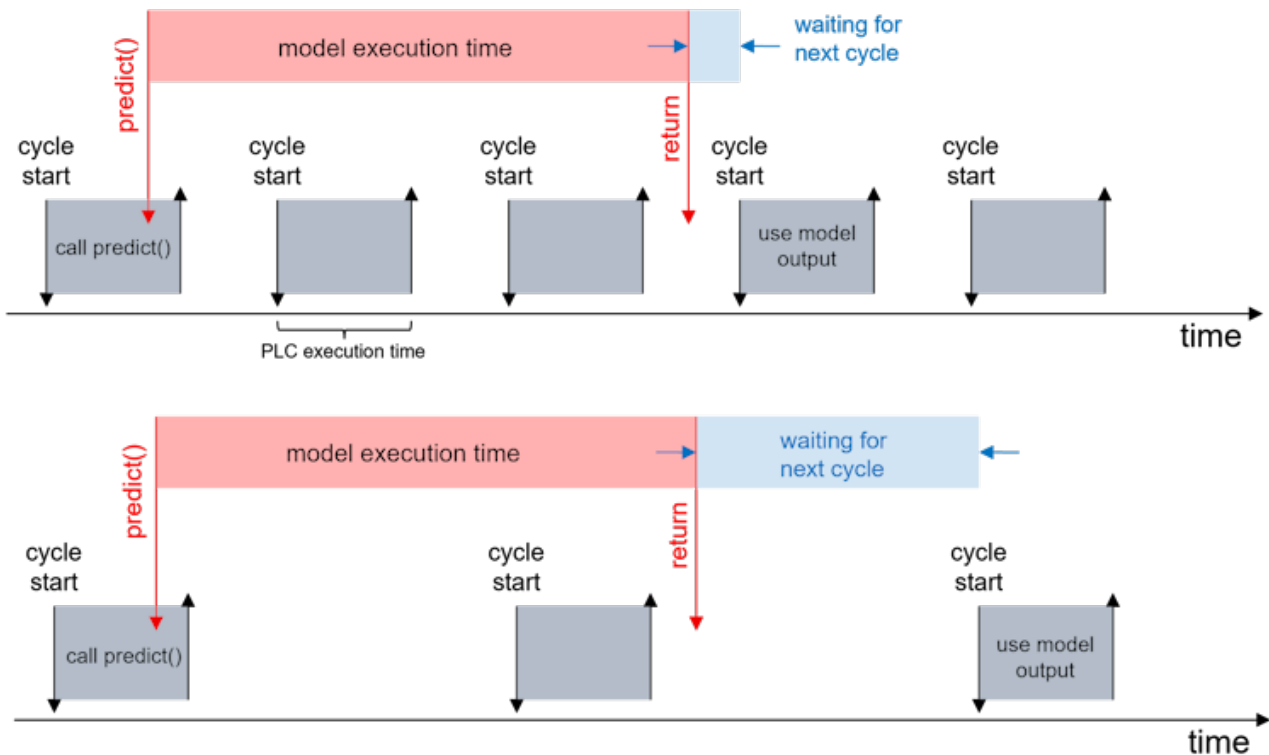 predict()
model execution time
waiting for
next cycle
return
cycle
start
cycle
start
cycle
start
cycle
start
cycle
start
call predict()
use model
output
PLC execution time
time
predict()
model execution time
waiting for
next cycle
return
cycle
start
cycle
start
cycle
start
call predict()
use model
output
time